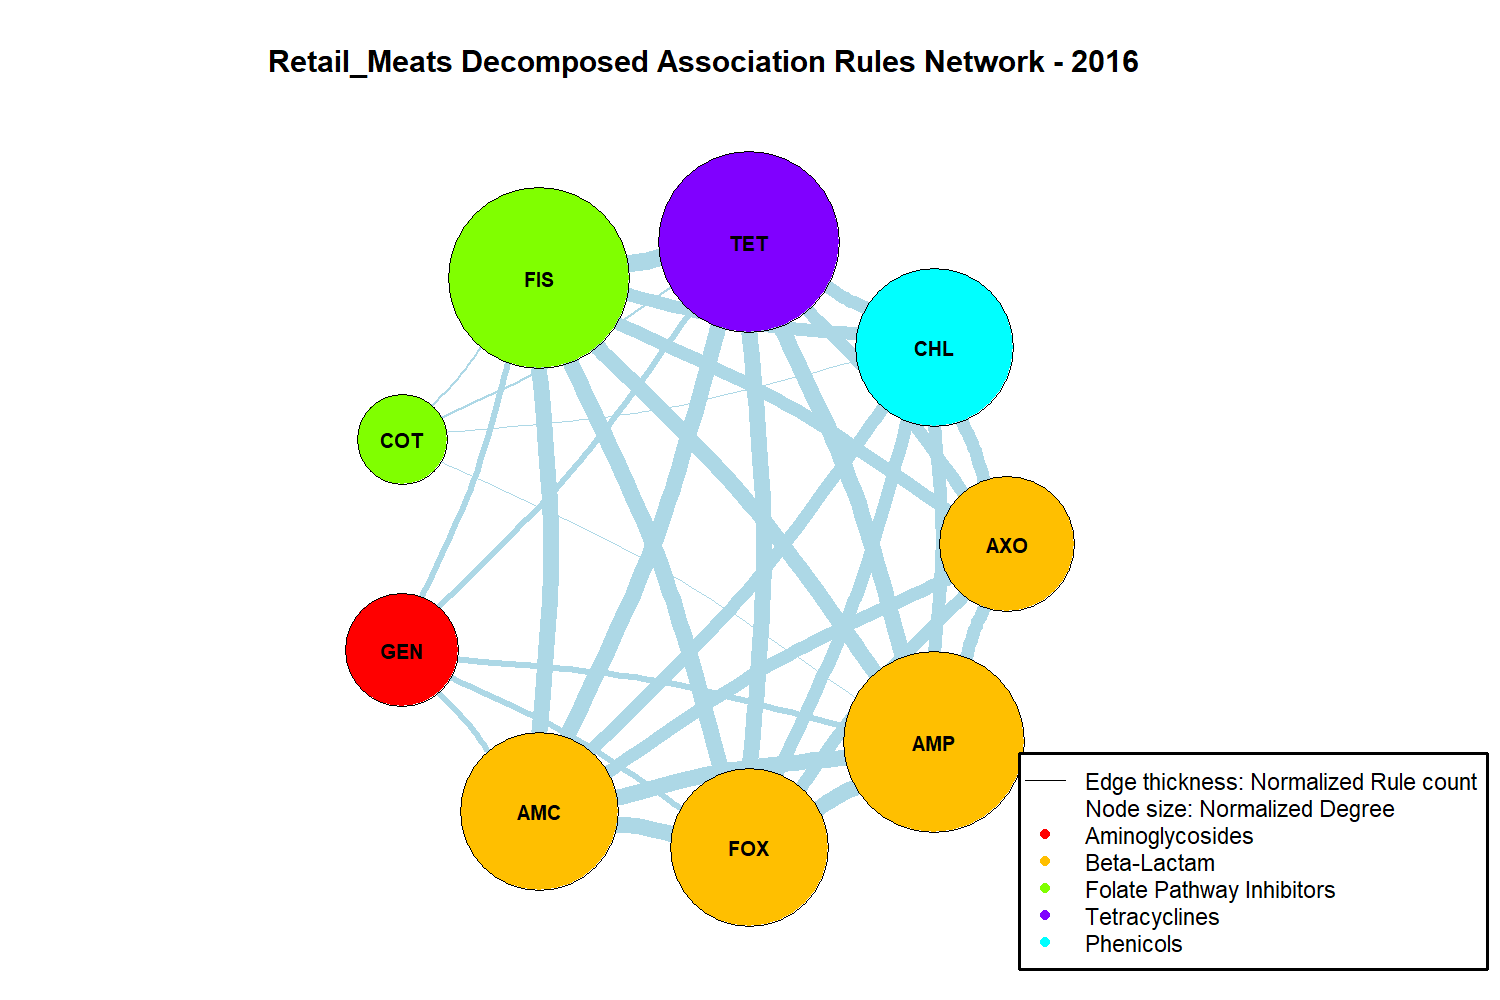 Retail_Meats Decomposed Association Rules Network - 2016
TET
FIS
CHL
COT
AXO
GEN
AMP
AMC
FOX
Edge thickness: Normalized Rule count
Node size: Normalized Degree
Aminoglycosides
Beta-Lactam
Folate Pathway Inhibitors
Tetracyclines
Phenicols